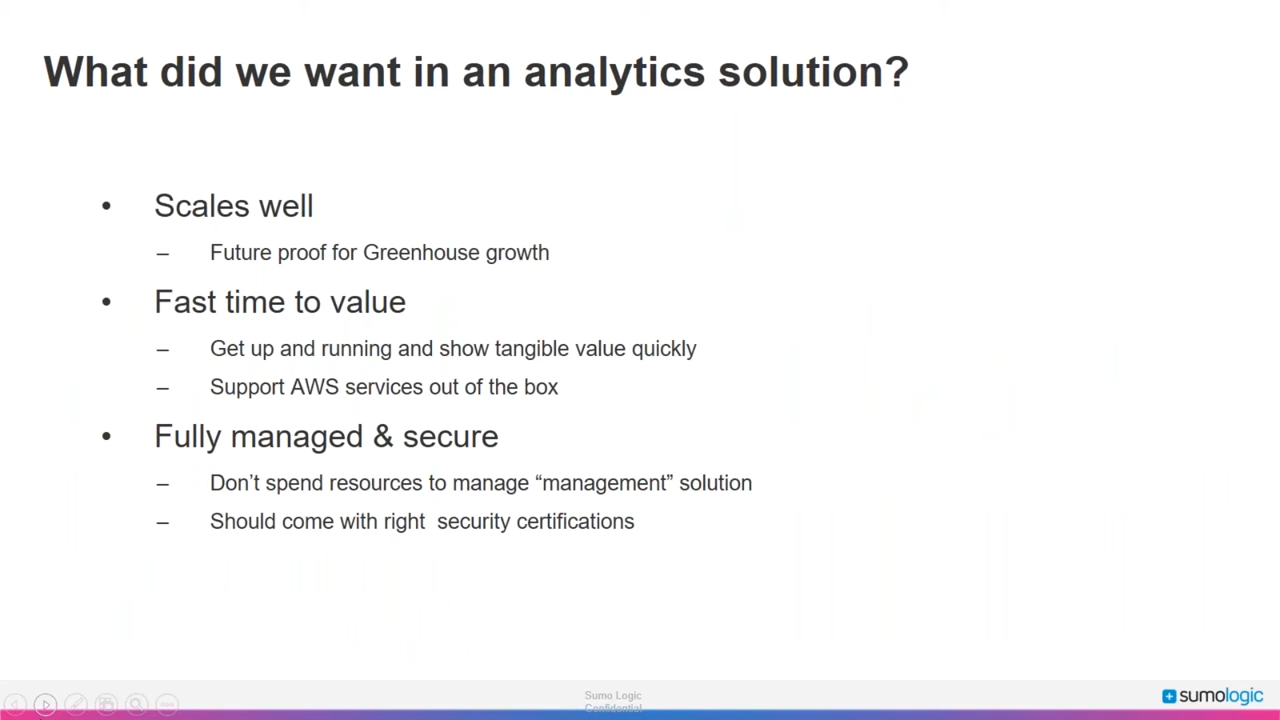 What did we want in an analytics solution?
• Scales well
– Future proof for Greenhouse growth
• Fast time to value
– Get up and running and show tangible value quickly
– Support AWS services out of the box
• Fully managed & secure
– Don’t spend resources to manage “management” solution
– Should come with right  security certifications
Sumo Logic
Confidential
sumologic